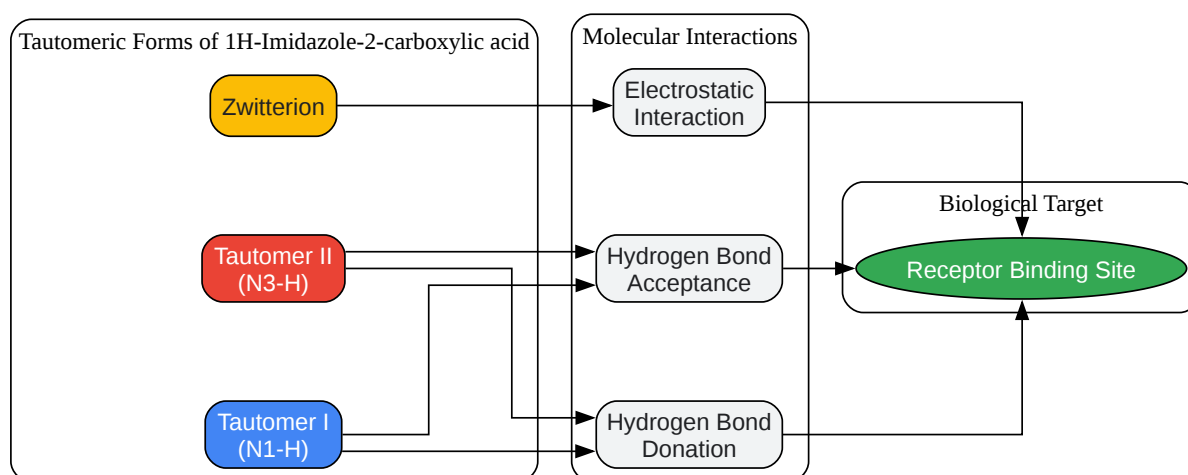 Tautomeric Forms of 1H-Imidazole-2-carboxylic acid
Zwitterion
Tautomer II
(N3-H)
Tautomer I
(N1-H)
Molecular Interactions
Electrostatic
Interaction
Hydrogen Bond
Acceptance
Hydrogen Bond
Donation
Biological Target
Receptor Binding Site